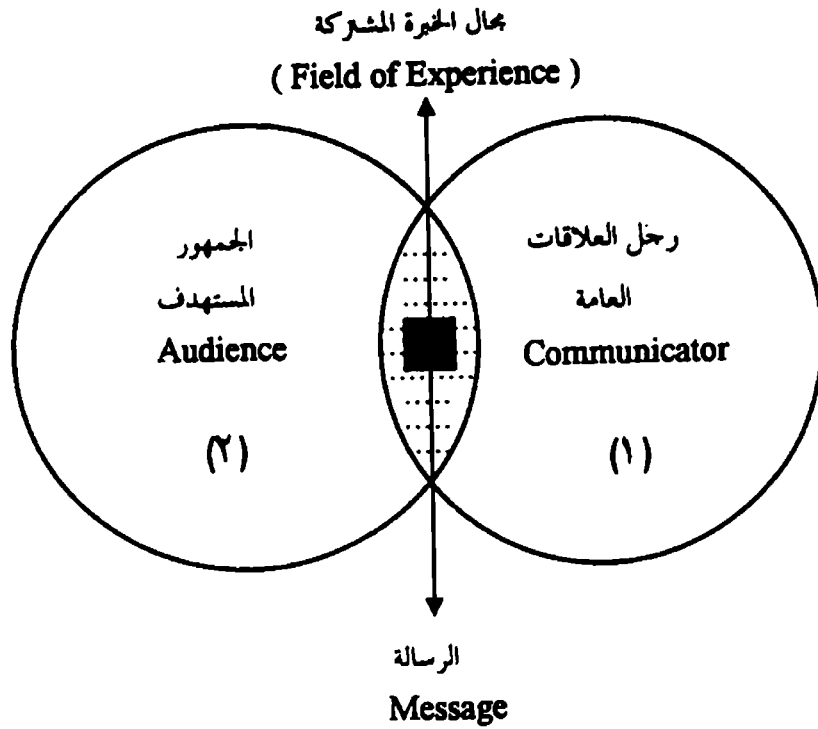 مجال الخبرة المشتركة
( Field of Experience )
رجل العلاقات
العامة
Communicator
(١)
الجمهور
المستهدف
Audience
(٢)
الرسالة
Message